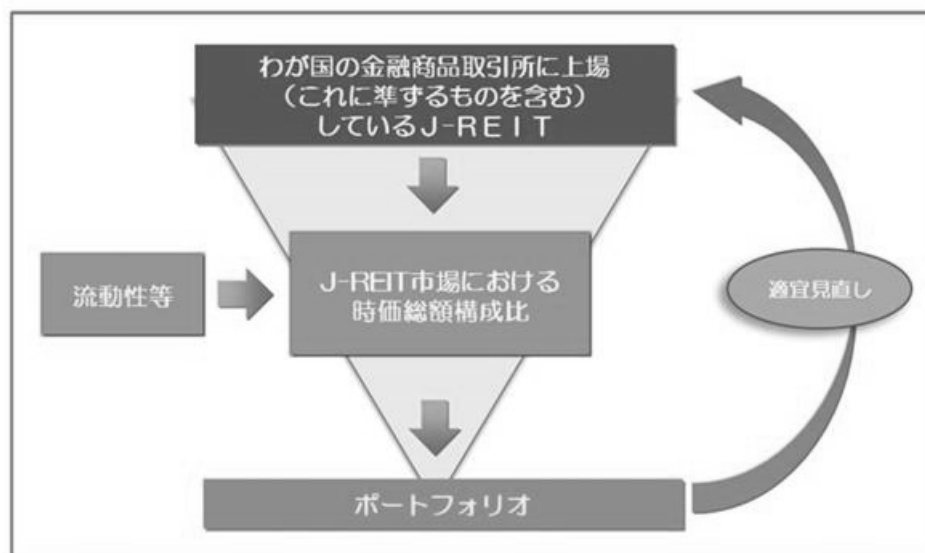 わが国の金融商品取引所に上場
（これに準ずるものを含む）
しているＪ-ＲＥＩＴ
流動性等
J-REIT市場における
時価総額構成比
適宜見直し
ポートフォリオ